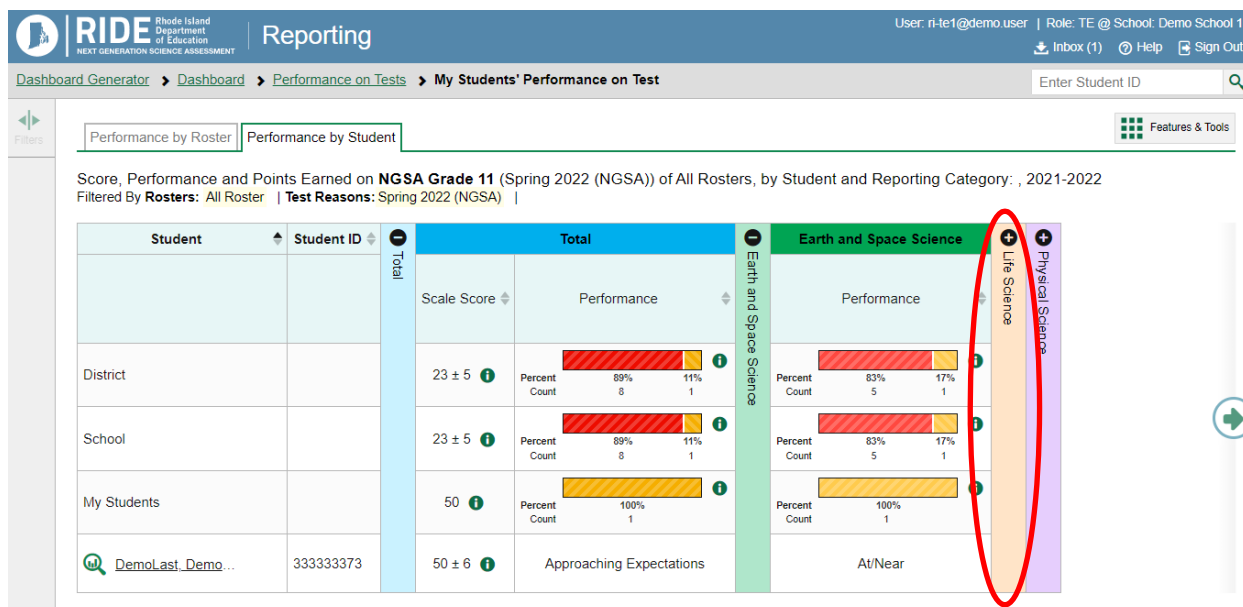 RIDE Rhode Island Department of Education
NEXT GENERATION SCIENCE ASSESSMENT
Reporting
User: ri-te1@demo.user | Role: TE @ School: Demo School 1
Inbox (1) Help Sign Out
Dashboard Generator > Dashboard > Performance on Tests > My Students' Performance on Test
Enter Student ID
Filters
Performance by Roster Performance by Student
Features & Tools
Score, Performance and Points Earned on NGSA Grade 11 (Spring 2022 (NGSA)) of All Rosters, by Student and Reporting Category: , 2021-2022
Filtered By Rosters: All Roster | Test Reasons: Spring 2022 (NGSA) |
Student Student ID Total Total Earth and Space Science Earth and Space Science Life Science Physical Science
Scale Score Performance Performance
District 23 ± 5
Percent 89% 11%
Count 8 1
Percent 83% 17%
Count 5 1
School 23 ± 5
Percent 89% 11%
Count 8 1
Percent 83% 17%
Count 5 1
My Students 50
Percent 100%
Count 1
Percent 100%
Count 1
DemoLast, Demo... 333333373 50 ± 6 Approaching Expectations At/Near